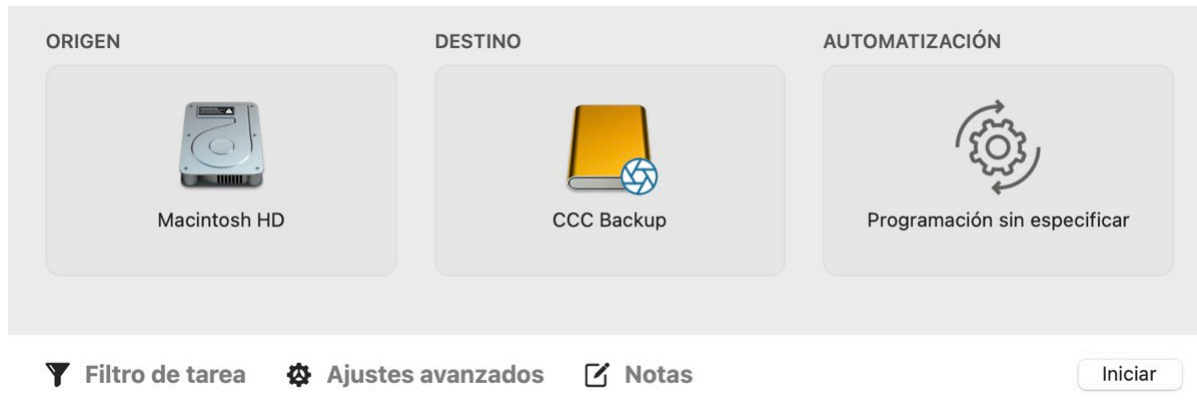 ORIGEN
DESTINO
AUTOMATIZACIÓN
Macintosh HD
CCC Backup
Programación sin especificar
Filtro de tarea
Ajustes avanzados
Notas
Iniciar